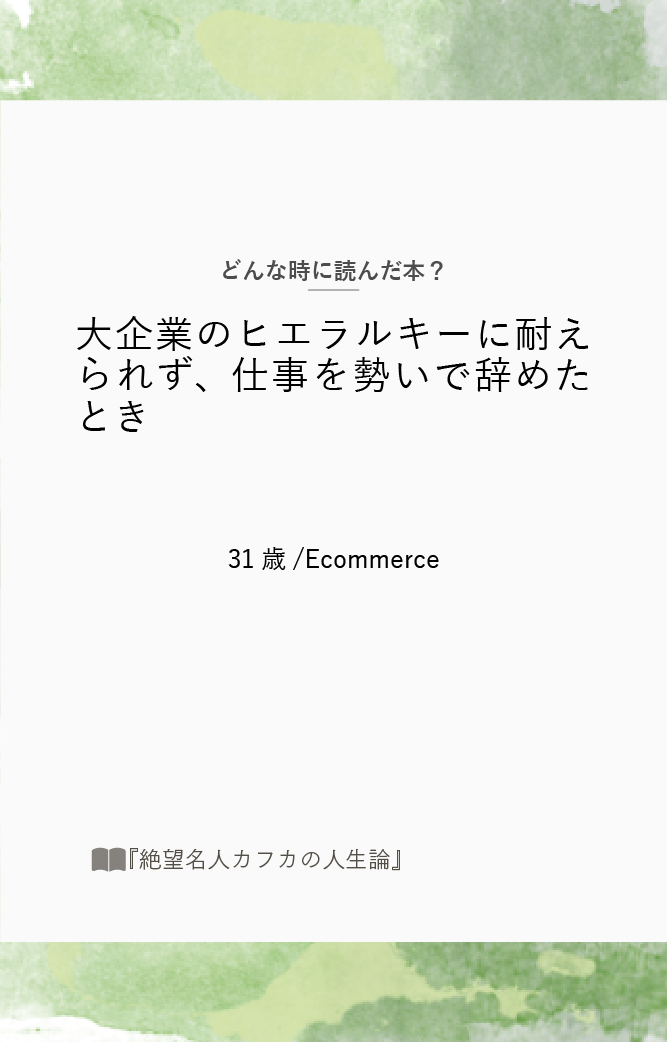 どんな時に読んだ本？
大企業のヒエラルキーに耐え
られず、仕事を勢いで辞めた
とき
31 歳 /Ecommerce
『絶望名人カフカの人生論』